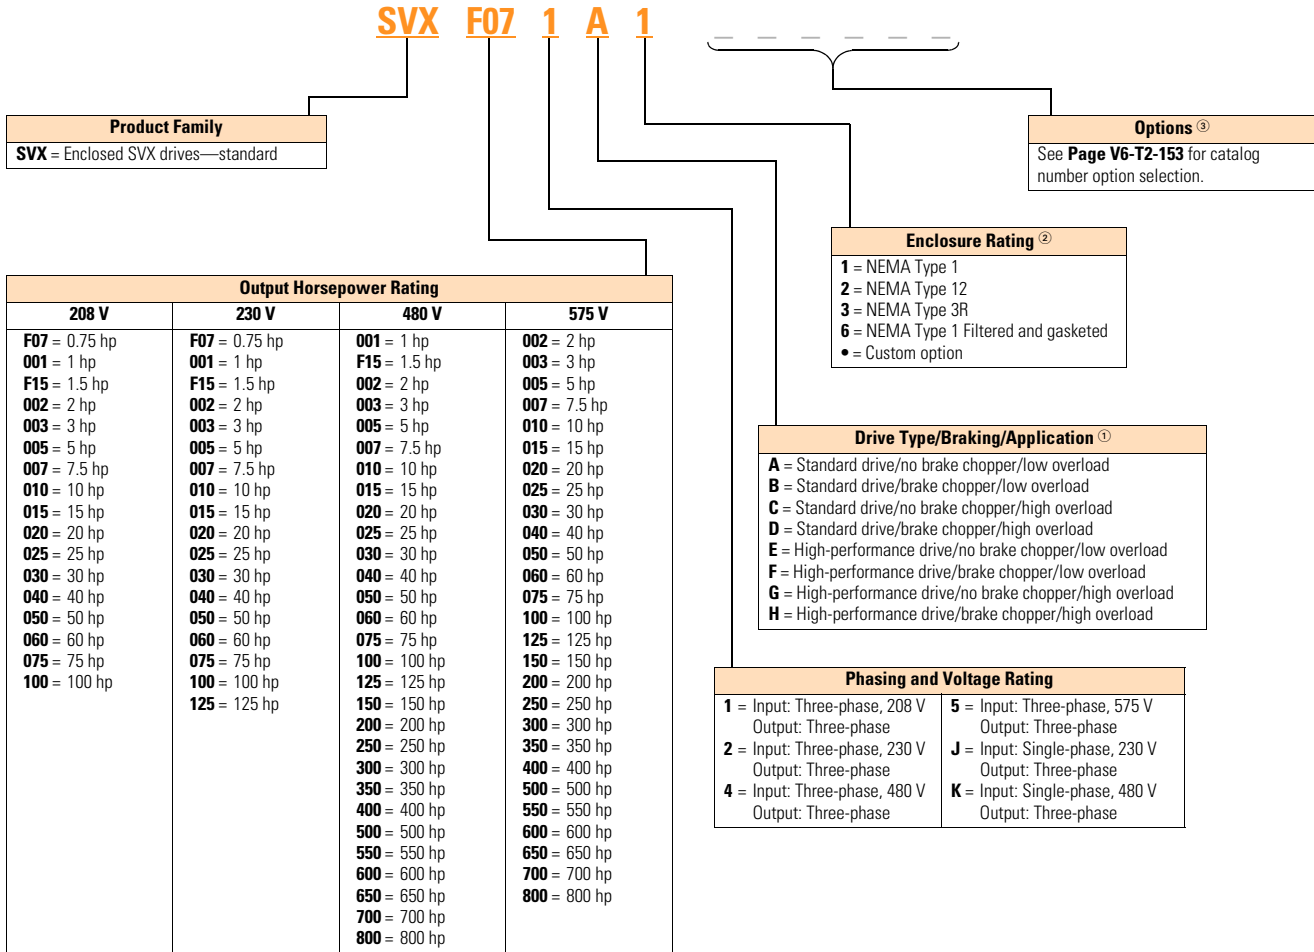 SVX F07 1 A 1 _ _ _ _ _ _
Product Family
SVX = Enclosed SVX drives—standard
Options ③
See Page V6-T2-153 for catalog
number option selection.
Enclosure Rating ②
1 = NEMA Type 1
2 = NEMA Type 12
3 = NEMA Type 3R
6 = NEMA Type 1 Filtered and gasketed
• = Custom option
Output Horsepower Rating
208 V
F07 = 0.75 hp
001 = 1 hp
F15 = 1.5 hp
002 = 2 hp
003 = 3 hp
005 = 5 hp
007 = 7.5 hp
010 = 10 hp
015 = 15 hp
020 = 20 hp
025 = 25 hp
030 = 30 hp
040 = 40 hp
050 = 50 hp
060 = 60 hp
075 = 75 hp
100 = 100 hp
230 V
F07 = 0.75 hp
001 = 1 hp
F15 = 1.5 hp
002 = 2 hp
003 = 3 hp
005 = 5 hp
007 = 7.5 hp
010 = 10 hp
015 = 15 hp
020 = 20 hp
025 = 25 hp
030 = 30 hp
040 = 40 hp
050 = 50 hp
060 = 60 hp
075 = 75 hp
100 = 100 hp
125 = 125 hp
480 V
001 = 1 hp
F15 = 1.5 hp
002 = 2 hp
003 = 3 hp
005 = 5 hp
007 = 7.5 hp
010 = 10 hp
015 = 15 hp
020 = 20 hp
025 = 25 hp
030 = 30 hp
040 = 40 hp
050 = 50 hp
060 = 60 hp
075 = 75 hp
100 = 100 hp
125 = 125 hp
150 = 150 hp
200 = 200 hp
250 = 250 hp
300 = 300 hp
350 = 350 hp
400 = 400 hp
500 = 500 hp
550 = 550 hp
600 = 600 hp
650 = 650 hp
700 = 700 hp
800 = 800 hp
575 V
002 = 2 hp
003 = 3 hp
005 = 5 hp
007 = 7.5 hp
010 = 10 hp
015 = 15 hp
020 = 20 hp
025 = 25 hp
030 = 30 hp
040 = 40 hp
050 = 50 hp
060 = 60 hp
075 = 75 hp
100 = 100 hp
125 = 125 hp
150 = 150 hp
200 = 200 hp
250 = 250 hp
300 = 300 hp
350 = 350 hp
400 = 400 hp
500 = 500 hp
550 = 550 hp
600 = 600 hp
650 = 650 hp
700 = 700 hp
800 = 800 hp
Drive Type/Braking/Application ①
A = Standard drive/no brake chopper/low overload
B = Standard drive/brake chopper/low overload
C = Standard drive/no brake chopper/high overload
D = Standard drive/brake chopper/high overload
E = High-performance drive/no brake chopper/low overload
F = High-performance drive/brake chopper/low overload
G = High-performance drive/no brake chopper/high overload
H = High-performance drive/brake chopper/high overload
Phasing and Voltage Rating
1 = Input: Three-phase, 208 V
Output: Three-phase
2 = Input: Three-phase, 230 V
Output: Three-phase
4 = Input: Three-phase, 480 V
Output: Three-phase
5 = Input: Three-phase, 575 V
Output: Three-phase
J = Input: Single-phase, 230 V
Output: Three-phase
K = Input: Single-phase, 480 V
Output: Three-phase